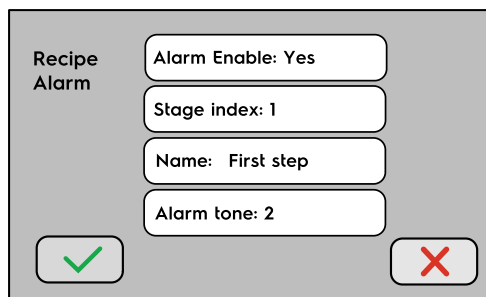 Recipe
Alarm
Alarm Enable: Yes
Stage index: 1
Name: First step
Alarm tone: 2